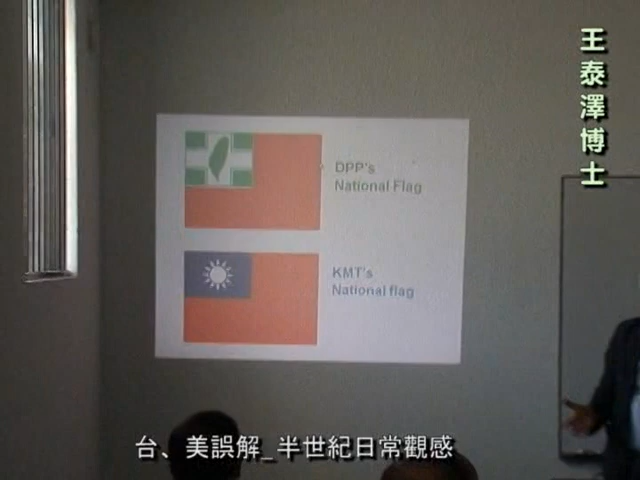 王泰澤博士
DPP's
National Flag
KMT's
National flag
台、美誤解_半世紀日常觀感